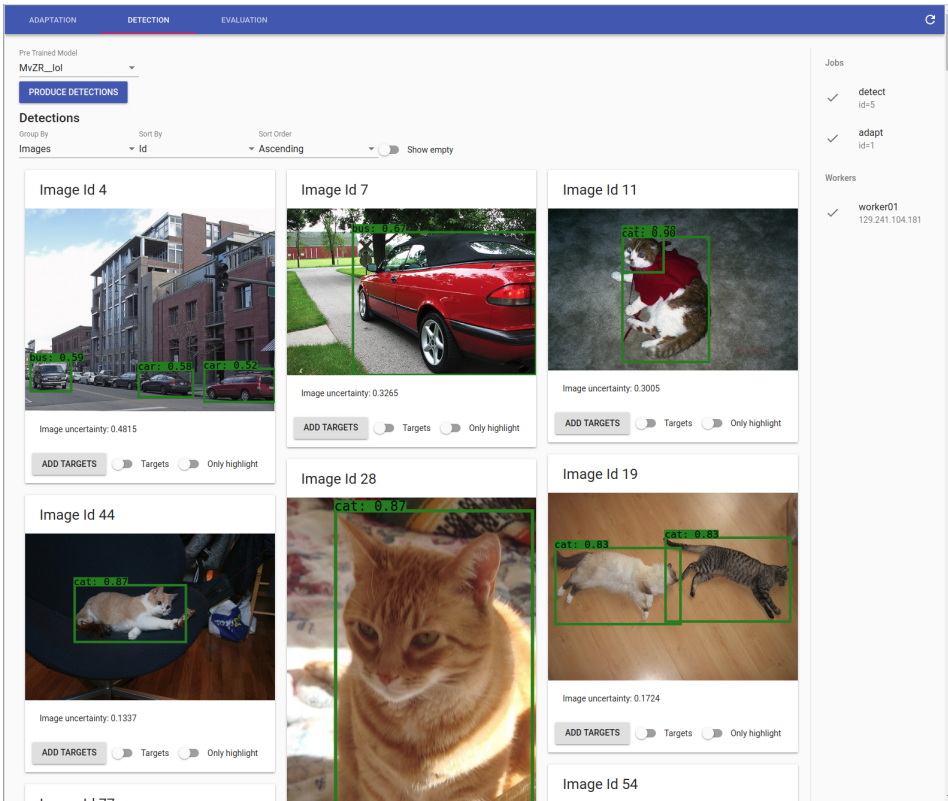 ADAPTATION DETECTION EVALUATION
Pre Trained Model
MvZR__lol
PRODUCE DETECTIONS
Detections
Group By Sort By Sort Order
Images Id Ascending Show empty
Jobs
detect
id=5
adapt
id=1
Workers
worker01
129.241.104.181
Image Id 4
bus: 0.59
car: 0.58
car: 0.52
Image uncertainty: 0.4815
ADD TARGETS Targets Only highlight
Image Id 7
bus: 0.67
Image uncertainty: 0.3265
ADD TARGETS Targets Only highlight
Image Id 11
cat: 0.98
Image uncertainty: 0.3005
ADD TARGETS Targets Only highlight
Image Id 44
cat: 0.87
Image uncertainty: 0.1337
ADD TARGETS Targets Only highlight
Image Id 28
cat: 0.87
Image Id 19
cat: 0.83
cat: 0.83
Image uncertainty: 0.1724
ADD TARGETS Targets Only highlight
Image Id 54